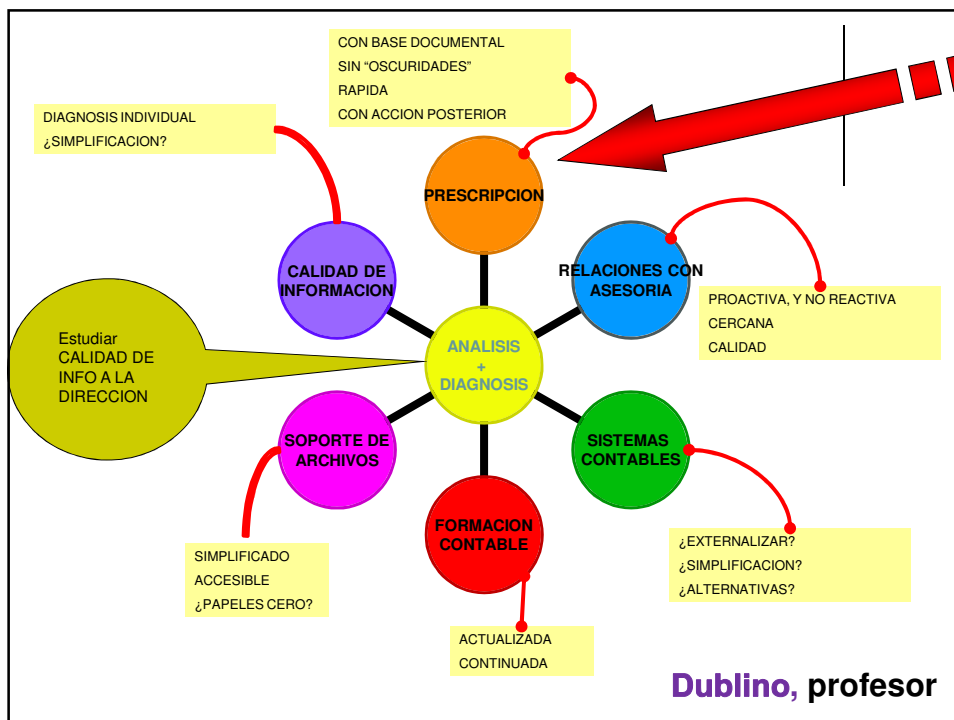 CON BASE DOCUMENTAL
SIN “OSCURIDADES”
RAPIDA
CON ACCION POSTERIOR
DIAGNOSIS INDIVIDUAL
¿SIMPLIFICACION?
PRESCRIPCION
CALIDAD DE
INFORMACION
RELACIONES CON
ASESORIA
PROACTIVA, Y NO REACTIVA
CERCANA
CALIDAD
Estudiar
CALIDAD DE
INFO A LA
DIRECCION
ANALISIS
+
DIAGNOSIS
SOPORTE DE
ARCHIVOS
SISTEMAS
CONTABLES
FORMACION
CONTABLE
SIMPLIFICADO
ACCESIBLE
¿PAPELES CERO?
¿EXTERNALIZAR?
¿SIMPLIFICACION?
¿ALTERNATIVAS?
ACTUALIZADA
CONTINUADA
Dublino, profesor